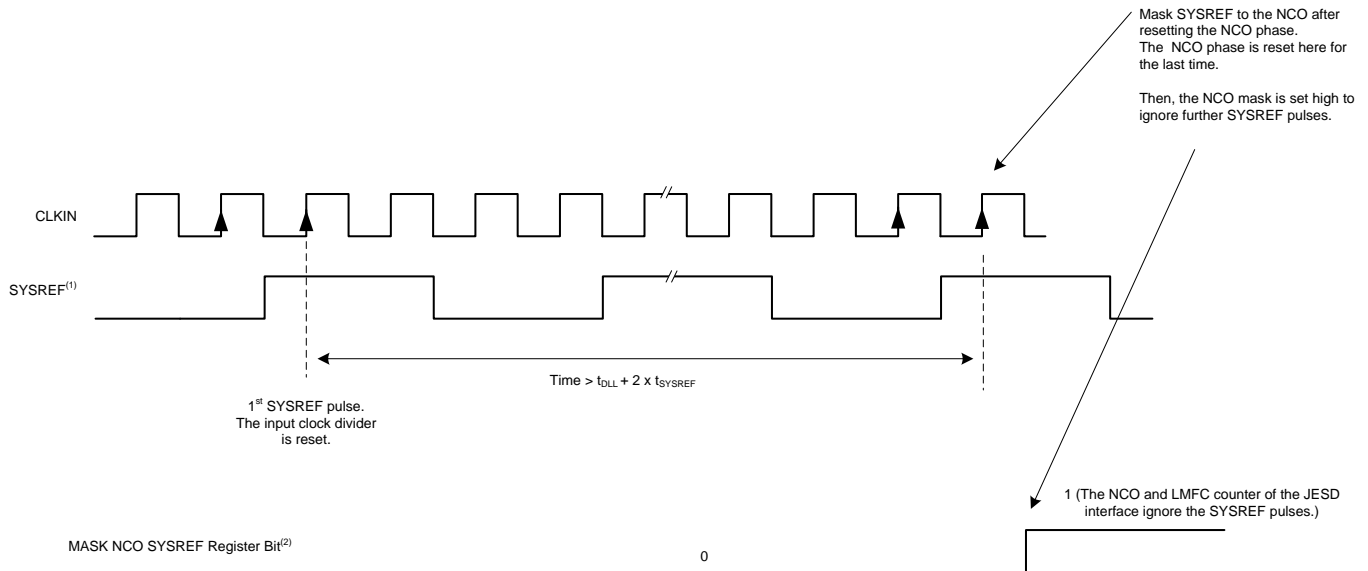 Mask SYSREF to the NCO after
resetting the NCO phase.
The NCO phase is reset here for
the last time.
Then, the NCO mask is set high to
ignore further SYSREF pulses.
CLKIN
SYSREF(1)
Time > tDLL + 2 x tSYSREF
1st SYSREF pulse.
The input clock divider
is reset.
1 (The NCO and LMFC counter of the JESD
interface ignore the SYSREF pulses.)
MASK NCO SYSREF Register Bit(2)
0